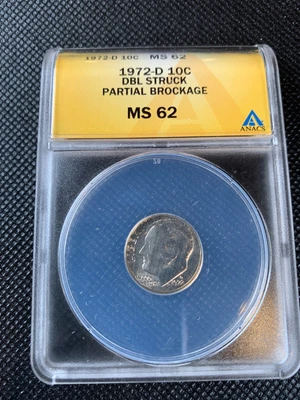 1972-D 10C MS 62
1972-D 10C
DBL STRUCK
PARTIAL BROCKAGE
MS 62
ANACS